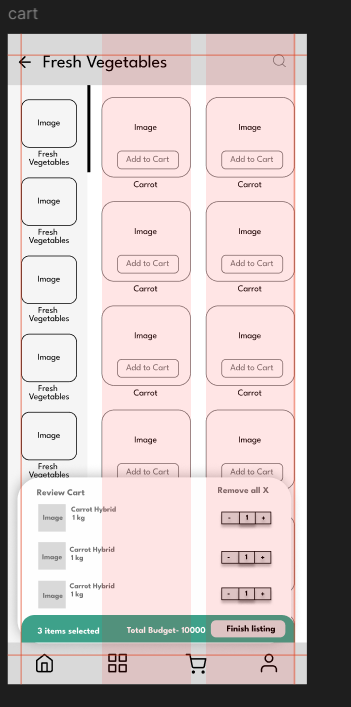 cart
Fresh Vegetables
Image
Fresh
Vegetables
Image
Fresh
Vegetables
Image
Fresh
Vegetables
Image
Fresh
Vegetables
Image
Fresh
Vegetables
Image
Add to Cart
Carrot
Image
Add to Cart
Carrot
Image
Add to Cart
Carrot
Image
Add to Cart
Carrot
Image
Add to Cart
Carrot
Image
Add to Cart
Carrot
Image
Add to Cart
Image
Add to Cart
Review Cart
Remove all X
Image
Carrot Hybrid
1 kg
- 1 +
Image
Carrot Hybrid
1 kg
- 1 +
Image
Carrot Hybrid
1 kg
- 1 +
3 items selected
Total Budget- 10000
Finish listing